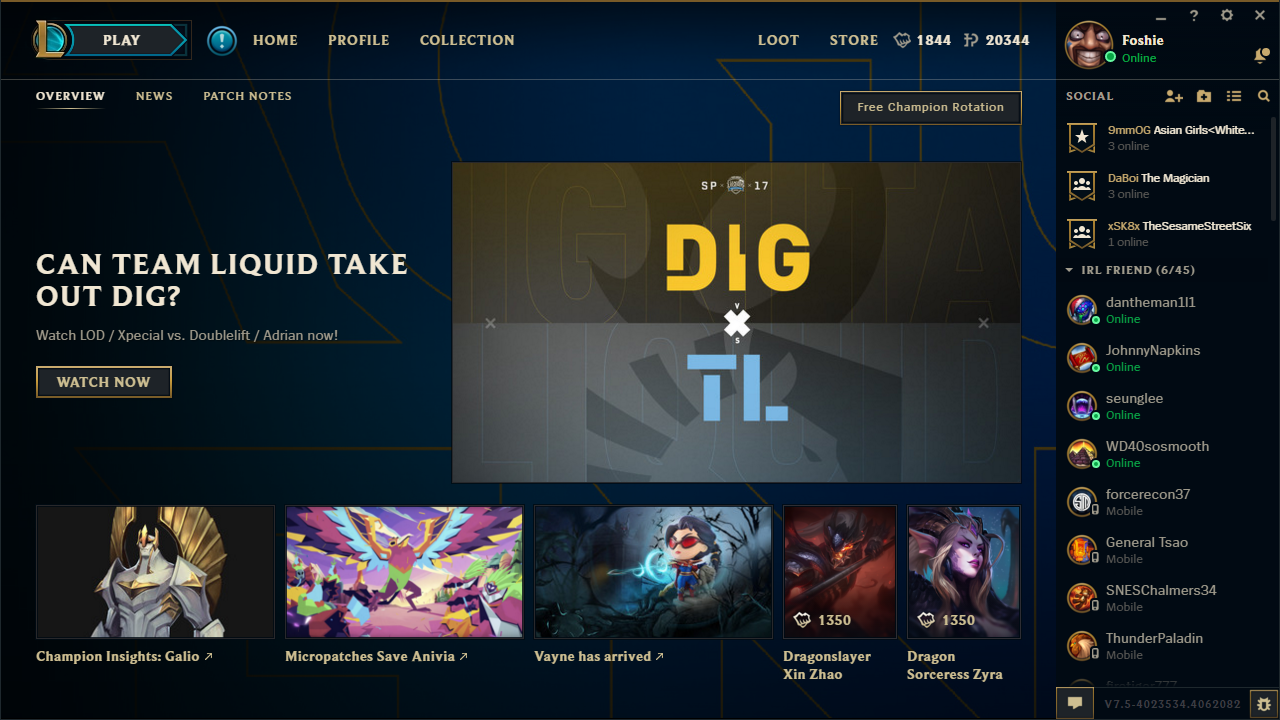 PLAY
HOME
PROFILE
COLLECTION
LOOT
STORE
1844
20344
Foshie
Online
OVERVIEW
NEWS
PATCH NOTES
Free Champion Rotation
SOCIAL
9mmOG Asian Girls<White...
3 online
DaBoi The Magician
3 online
xSK8x TheSesameStreetSix
1 online
IRL FRIEND (6/45)
dantheman1l1
Online
JohnnyNapkins
Online
seunglee
Online
WD40sosmooth
Online
forcerecon37
Mobile
General Tsao
Mobile
SNESChalmers34
Mobile
ThunderPaladin
Mobile
V7.5-4023534.4062082
CAN TEAM LIQUID TAKE
OUT DIG?
Watch LOD / Xpecial vs. Doublelift / Adrian now!
WATCH NOW
SP 17
DIG
V
S
TL
1350
1350
Champion Insights: Galio
Micropatches Save Anivia
Vayne has arrived
Dragonslayer
Xin Zhao
Dragon
Sorceress Zyra